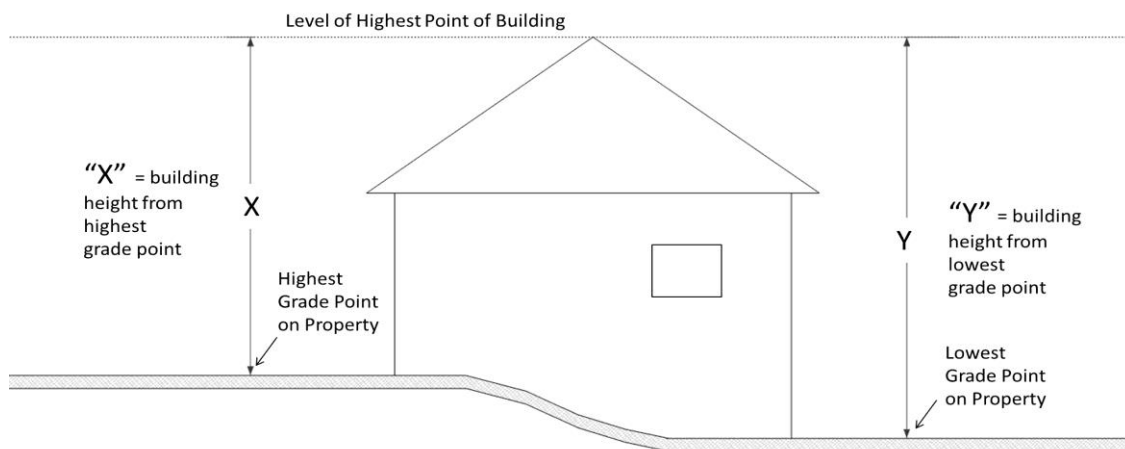 Level of Highest Point of Building
“X” = building
height from
highest
grade point
X
Highest
Grade Point
on Property
Y
“Y” = building
height from
lowest
grade point
Lowest
Grade Point
on Property